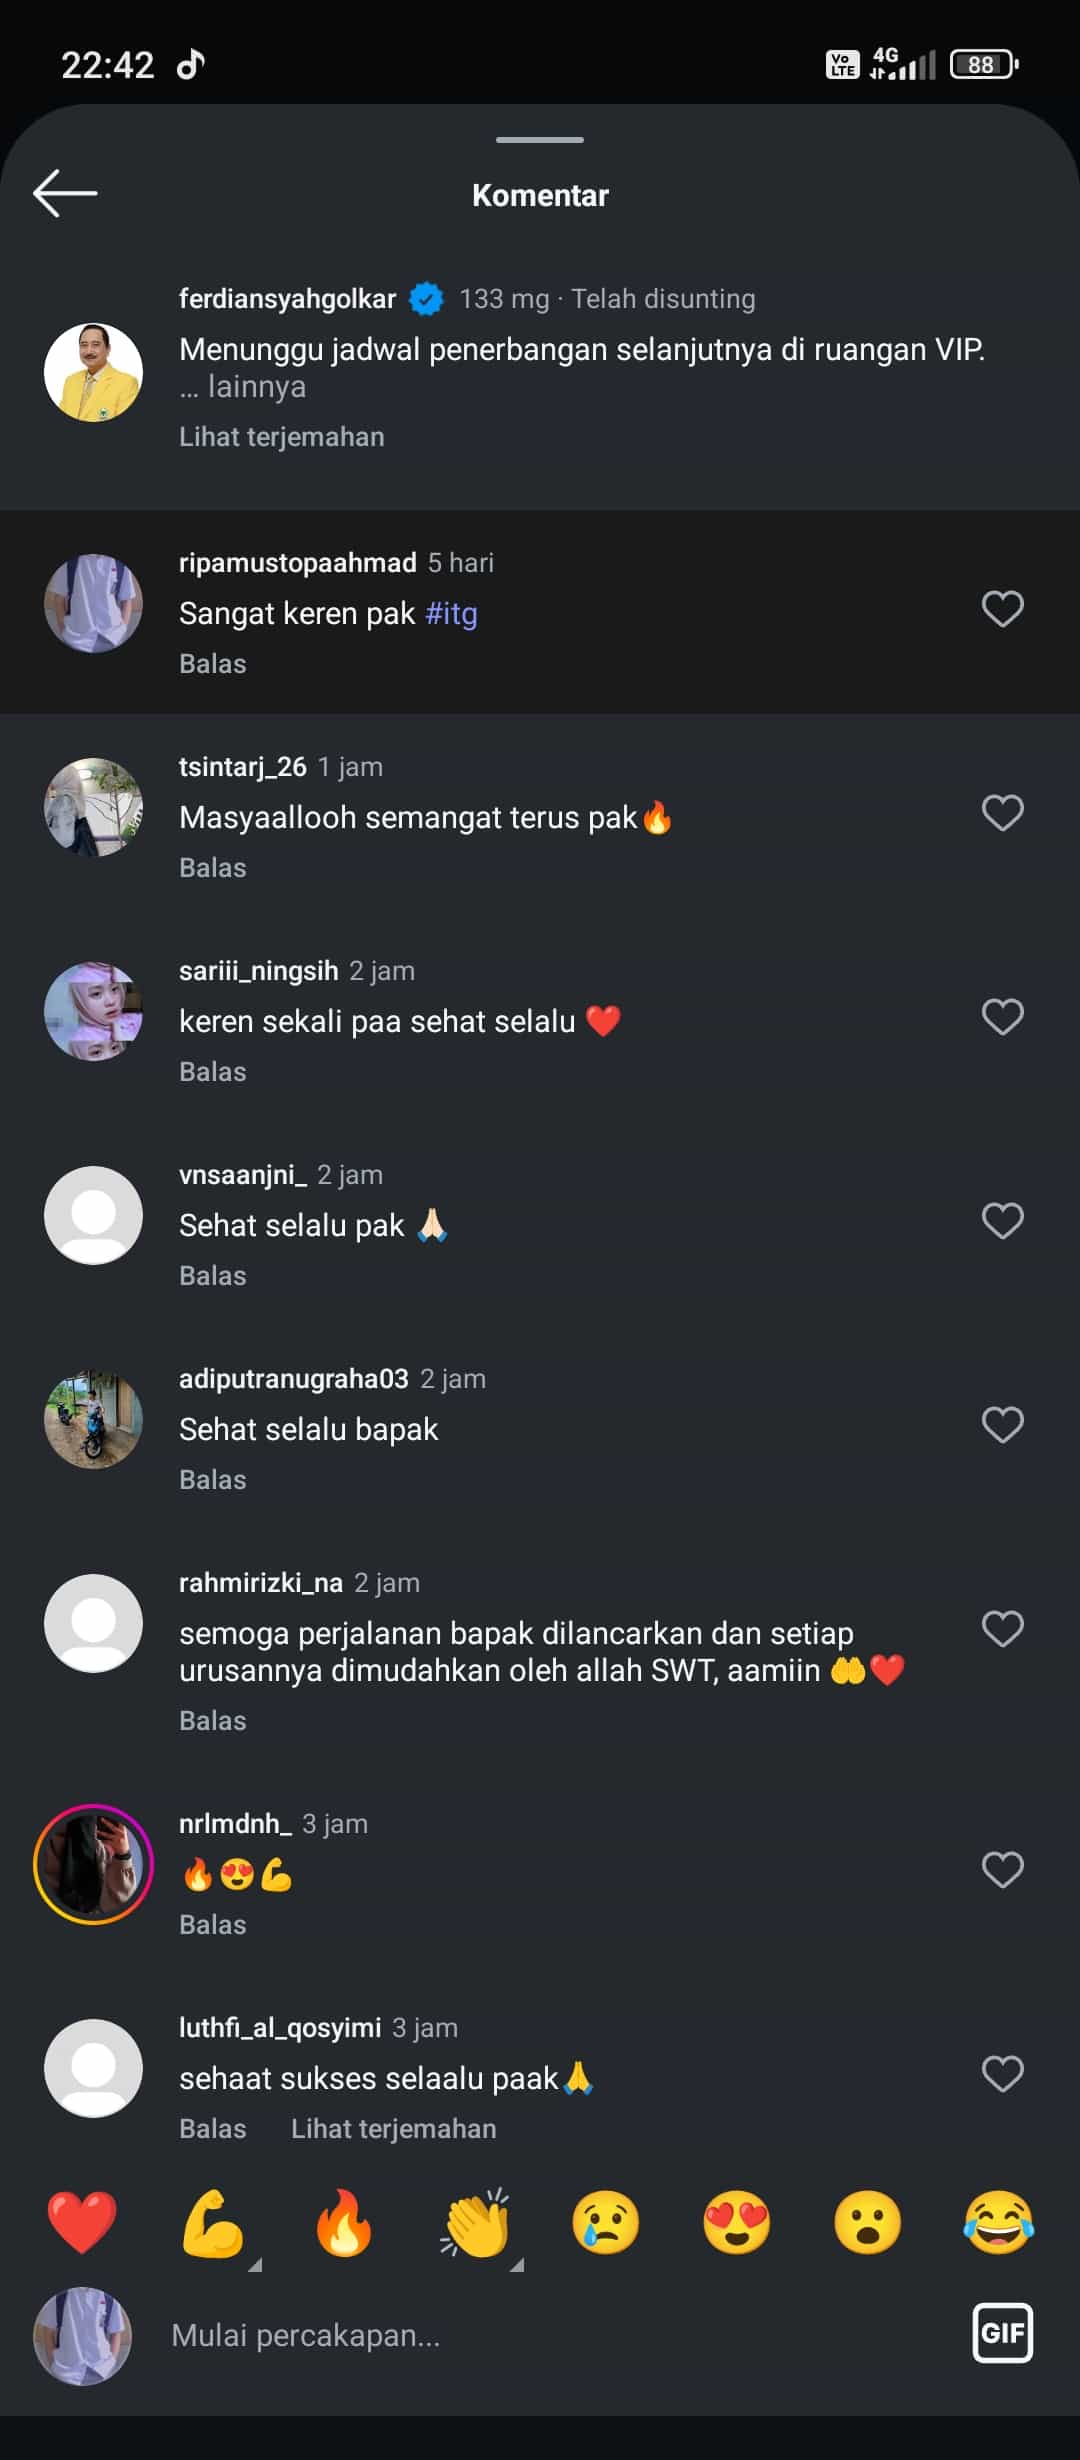 22:42
Vo LTE 4G 88
Komentar
ferdiansyahgolkar 133 mg · Telah disunting
Menunggu jadwal penerbangan selanjutnya di ruangan VIP.
... lainnya
Lihat terjemahan
ripamustopaahmad 5 hari
Sangat keren pak #itg
Balas
tsintarj_26 1 jam
Masyaallooh semangat terus pak🔥
Balas
sariii_ningsih 2 jam
keren sekali paa sehat selalu ❤️
Balas
vnsaanjni_ 2 jam
Sehat selalu pak 🙏🏻
Balas
adiputranugraha03 2 jam
Sehat selalu bapak
Balas
rahmirizki_na 2 jam
semoga perjalanan bapak dilancarkan dan setiap
urusannya dimudahkan oleh allah SWT, aamiin 🤲❤️
Balas
nrlmdnh_ 3 jam
🔥😍💪
Balas
luthfi_al_qosyimi 3 jam
sehaat sukses selaalu paak🙏
Balas Lihat terjemahan
❤️ 💪 🔥 👏 😢 😍 😮 😂
Mulai percakapan...
GIF